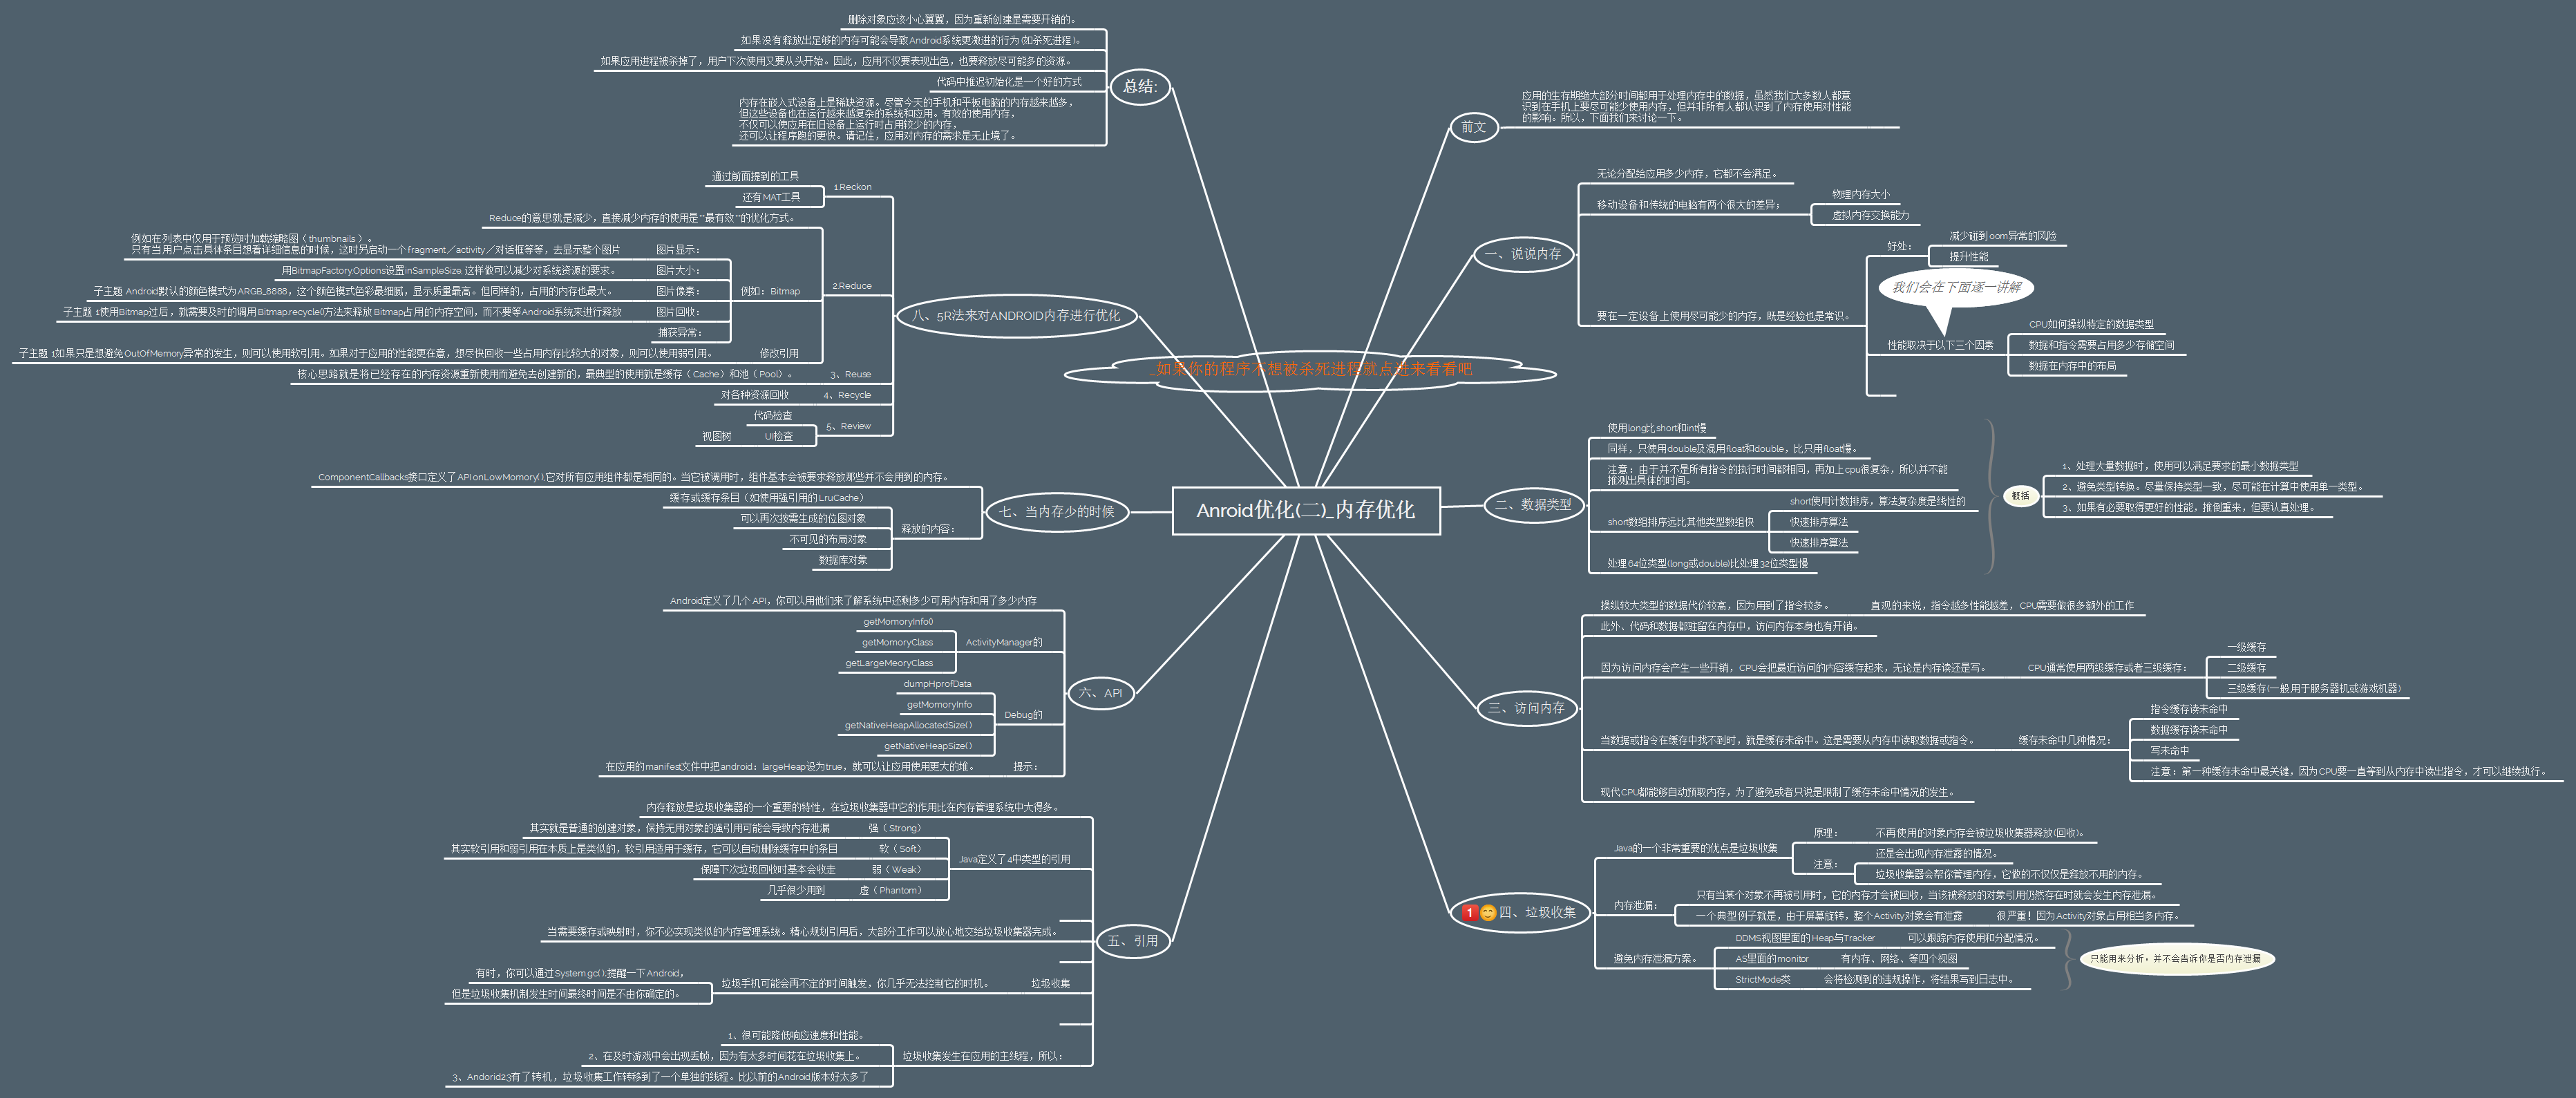 Anroid优化(二)_内存优化
_如果你的程序不想被杀死进程就点进来看看吧
前文
应用的生存期绝大部分时间都用于处理内存中的数据，虽然我们大多数人都意
识到在手机上要尽可能少使用内存，但并非所有人都认识到了内存使用对性能
的影响。所以，下面我们来讨论一下。
一、说说内存
无论分配给应用多少内存，它都不会满足。
移动设备和传统的电脑有两个很大的差异：
物理内存大小
虚拟内存交换能力
要在一定设备上使用尽可能少的内存，既是经验也是常识。
好处：
减少碰到oom异常的风险
提升性能
我们会在下面逐一讲解
性能取决于以下三个因素
CPU如何操纵特定的数据类型
数据和指令需要占用多少存储空间
数据在内存中的布局
二、数据类型
使用long比short和int慢
同样，只使用double及混用float和double，比只用float慢。
注意：由于并不是所有指令的执行时间都相同，再加上cpu很复杂，所以并不能
推测出具体的时间。
short数组排序远比其他类型数组快
short使用计数排序，算法复杂度是线性的
快速排序算法
快速排序算法
处理64位类型(long或double)比处理32位类型慢
概括
1、处理大量数据时，使用可以满足要求的最小数据类型
2、避免类型转换。尽量保持类型一致，尽可能在计算中使用单一类型。
3、如果有必要取得更好的性能，推倒重来，但要认真处理。
三、访问内存
操纵较大类型的数据代价较高，因为用到了指令较多。
直观的来说，指令越多性能越差，CPU需要做很多额外的工作
此外、代码和数据都驻留在内存中，访问内存本身也有开销。
因为访问内存会产生一些开销，CPU会把最近访问的内容缓存起来，无论是内存读还是写。
CPU通常使用两级缓存或者三级缓存：
一级缓存
二级缓存
三级缓存(一般用于服务器机或游戏机器)
当数据或指令在缓存中找不到时，就是缓存未命中。这是需要从内存中读取数据或指令。
缓存未命中几种情况：
指令缓存读未命中
数据缓存读未命中
写未命中
注意：第一种缓存未命中最关键，因为CPU要一直等到从内存中读出指令，才可以继续执行。
现代CPU都能够自动预取内存，为了避免或者只说是限制了缓存未命中情况的发生。
1
四、垃圾收集
Java的一个非常重要的优点是垃圾收集
原理：
不再使用的对象内存会被垃圾收集器释放(回收)。
注意：
还是会出现内存泄露的情况。
垃圾收集器会帮你管理内存，它做的不仅仅是释放不用的内存。
内存泄漏：
只有当某个对象不再被引用时，它的内存才会被回收，当该被释放的对象引用仍然存在时就会发生内存泄漏。
一个典型例子就是，由于屏幕旋转，整个Activity对象会有泄露
很严重！因为Activity对象占用相当多内存。
避免内存泄漏方案。
DDMS视图里面的Heap与Tracker
可以跟踪内存使用和分配情况。
AS里面的monitor
有内存、网络、等四个视图
StrictMode类
会将检测到的违规操作，将结果写到日志中。
只能用来分析，并不会告诉你是否内存泄漏
五、引用
内存释放是垃圾收集器的一个重要的特性，在垃圾收集器中它的作用比在内存管理系统中大得多。
Java定义了4中类型的引用
强（Strong）
其实就是普通的创建对象，保持无用对象的强引用可能会导致内存泄漏
软（Soft）
其实软引用和弱引用在本质上是类似的，软引用适用于缓存，它可以自动删除缓存中的条目
弱（Weak）
保障下次垃圾回收时基本会收走
虚（Phantom）
几乎很少用到
当需要缓存或映射时，你不必实现类似的内存管理系统。精心规划引用后，大部分工作可以放心地交给垃圾收集器完成。
垃圾收集
垃圾手机可能会再不定的时间触发，你几乎无法控制它的时机。
有时，你可以通过System.gc();提醒一下Android，
但是垃圾收集机制发生时间最终时间是不由你确定的。
垃圾收集发生在应用的主线程，所以：
1、很可能降低响应速度和性能。
2、在及时游戏中会出现丢帧，因为有太多时间花在垃圾收集上。
3、Andorid2.3有了转机，垃圾收集工作转移到了一个单独的线程。比以前的Android版本好太多了
六、API
Android定义了几个API，你可以用他们来了解系统中还剩多少可用内存和用了多少内存
ActivityManager的
getMomoryInfo()
getMomoryClass
getLargeMeoryClass
Debug的
dumpHprofData
getMomoryInfo
getNativeHeapAllocatedSize()
getNativeHeapSize()
提示：
在应用的manifest文件中把android：largeHeap设为true，就可以让应用使用更大的堆。
七、当内存少的时候
ComponentCallbacks接口定义了API onLowMomory(),它对所有应用组件都是相同的。当它被调用时，组件基本会被要求释放那些并不会用到的内存。
释放的内容：
缓存或缓存条目（如使用强引用的LruCache）
可以再次按需生成的位图对象
不可见的布局对象
数据库对象
八、5R法来对ANDROID内存进行优化
1.Reckon
通过前面提到的工具
还有MAT工具
2.Reduce
Reduce的意思就是减少，直接减少内存的使用是“最有效”的优化方式。
例如：Bitmap
图片显示：
例如在列表中仅用于预览时加载缩略图（thumbnails ）。
只有当用户点击具体条目想看详细信息的时候，这时另启动一个fragment／activity／对话框等等，去显示整个图片
图片大小：
用BitmapFactory.Options设置inSampleSize, 这样做可以减少对系统资源的要求。
图片像素：
子主题 Android默认的颜色模式为ARGB_8888，这个颜色模式色彩最细腻，显示质量最高。但同样的，占用的内存也最大。
图片回收：
子主题 1使用Bitmap过后，就需要及时的调用Bitmap.recycle()方法来释放Bitmap占用的内存空间，而不要等Android系统来进行释放
捕获异常：
修改引用
子主题 1如果只是想避免OutOfMemory异常的发生，则可以使用软引用。如果对于应用的性能更在意，想尽快回收一些占用内存比较大的对象，则可以使用弱引用。
3、Reuse
核心思路就是将已经存在的内存资源重新使用而避免去创建新的，最典型的使用就是缓存（Cache）和池（Pool）。
4、Recycle
对各种资源回收
5、Review
代码检查
UI检查
视图树
总结:
删除对象应该小心翼翼，因为重新创建是需要开销的。
如果没有释放出足够的内存可能会导致Android系统更激进的行为(如杀死进程)。
如果应用进程被杀掉了，用户下次使用又要从头开始。因此，应用不仅要表现出色，也要释放尽可能多的资源。
代码中推迟初始化是一个好的方式
内存在嵌入式设备上是稀缺资源。尽管今天的手机和平板电脑的内存越来越多，
但这些设备也在运行越来越复杂的系统和应用。有效的使用内存，
不仅可以使应用在旧设备上运行时占用较少的内存，
还可以让程序跑的更快。请记住，应用对内存的需求是无止境了。